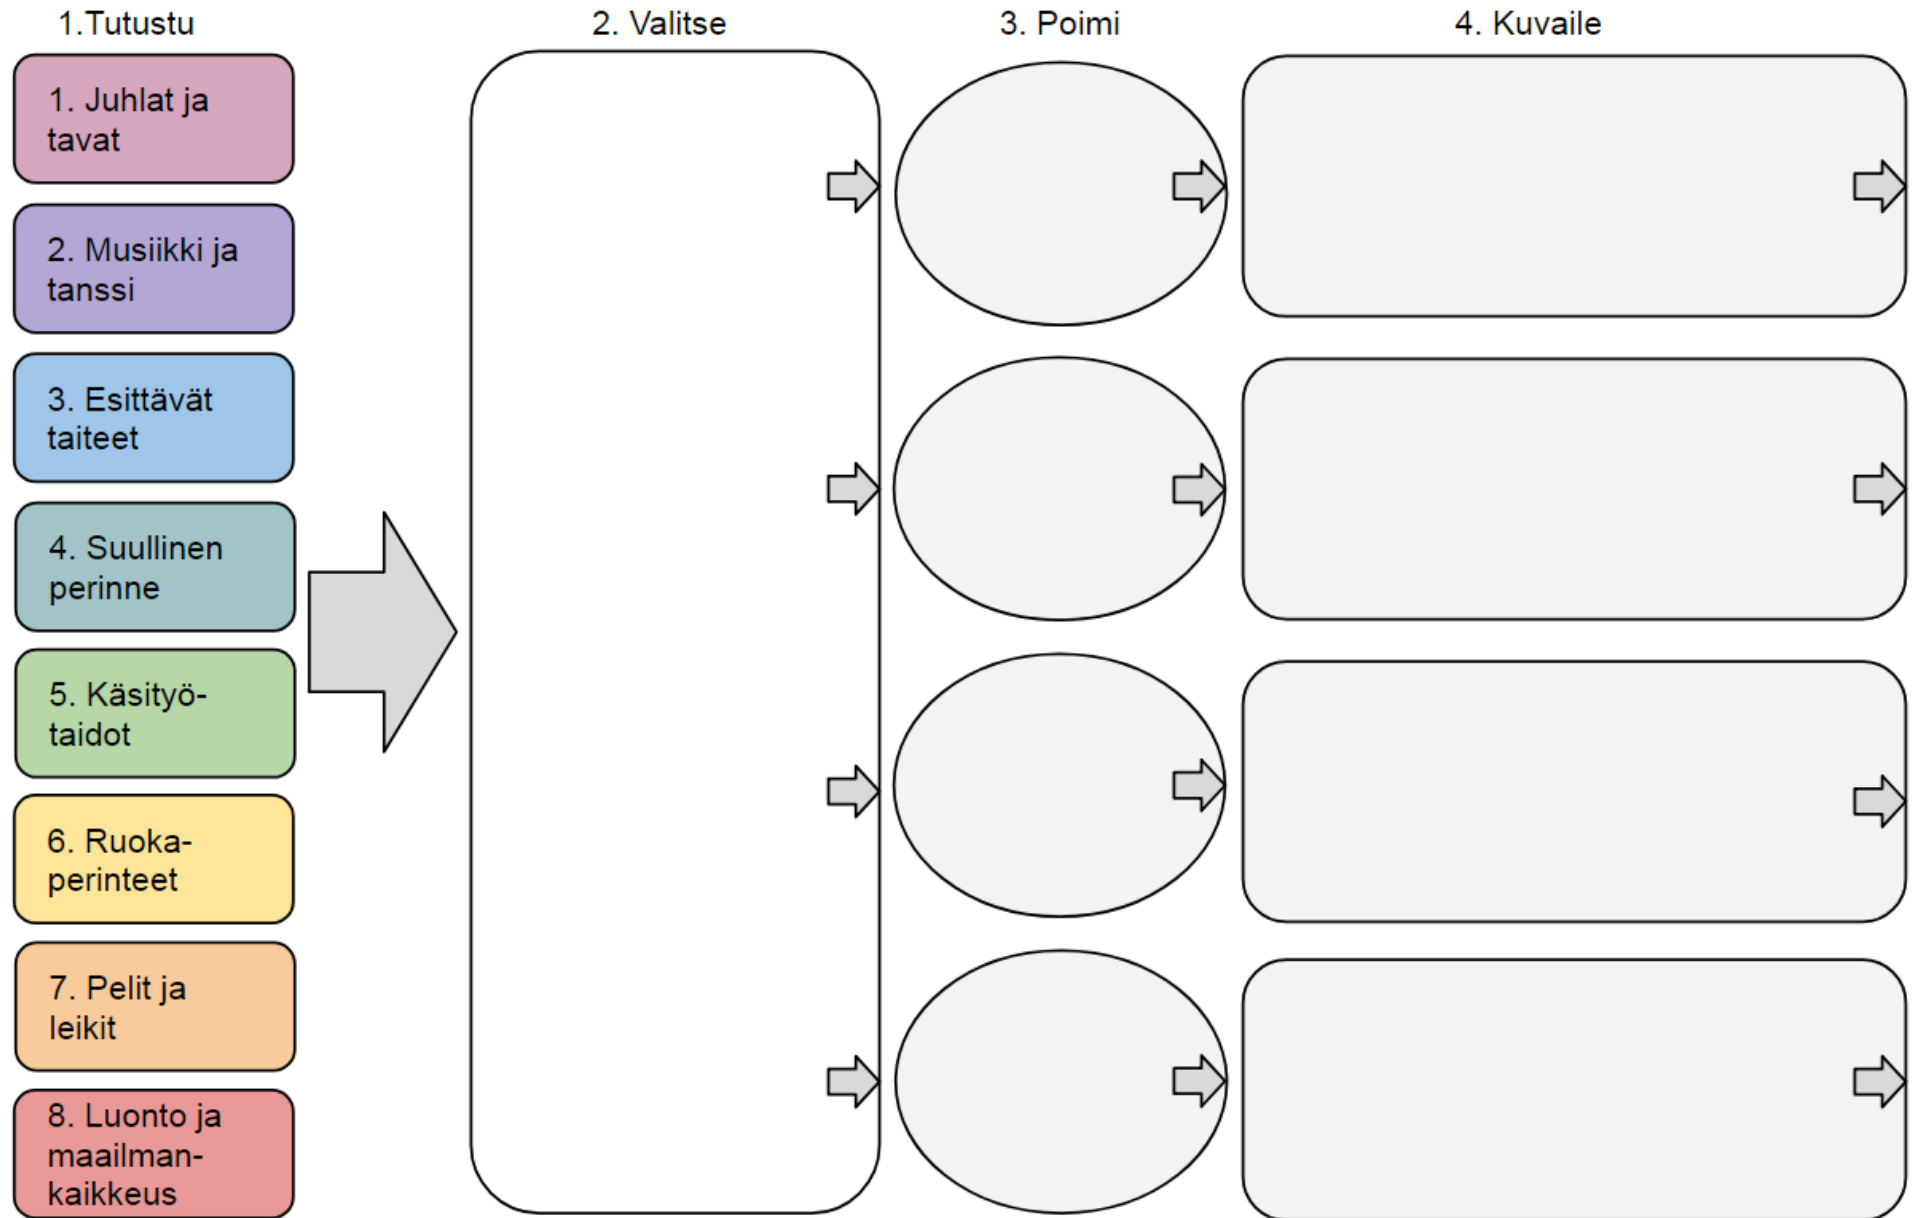 1.Tutustu
2. Valitse
3. Poimi
4. Kuvaile
1. Juhlat ja
tavat
2. Musiikki ja
tanssi
3. Esittävät
taiteet
4. Suullinen
perinne
5. Käsityö-
taidot
6. Ruoka-
perinteet
7. Pelit ja
leikit
8. Luonto ja
maailman-
kaikkeus